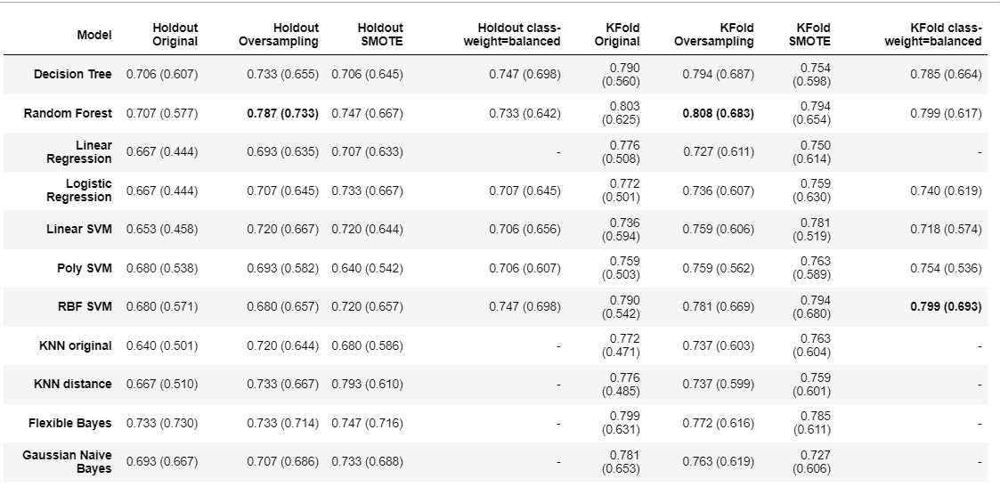 Model Holdout Original Holdout Oversampling Holdout SMOTE Holdout class-weight=balanced KFold Original KFold Oversampling KFold SMOTE KFold class-weight=balanced
Decision Tree 0.706 (0.607) 0.733 (0.655) 0.706 (0.645) 0.747 (0.698) 0.790 (0.560) 0.794 (0.687) 0.754 (0.598) 0.785 (0.664)
Random Forest 0.707 (0.577) 0.787 (0.733) 0.747 (0.667) 0.733 (0.642) 0.803 (0.625) 0.808 (0.683) 0.794 (0.654) 0.799 (0.617)
Linear Regression 0.667 (0.444) 0.693 (0.635) 0.707 (0.633) - 0.776 (0.508) 0.727 (0.611) 0.750 (0.614) -
Logistic Regression 0.667 (0.444) 0.707 (0.645) 0.733 (0.667) 0.707 (0.645) 0.772 (0.501) 0.736 (0.607) 0.759 (0.630) 0.740 (0.619)
Linear SVM 0.653 (0.458) 0.720 (0.667) 0.720 (0.644) 0.706 (0.656) 0.736 (0.594) 0.759 (0.606) 0.781 (0.519) 0.718 (0.574)
Poly SVM 0.680 (0.538) 0.693 (0.582) 0.640 (0.542) 0.706 (0.607) 0.759 (0.503) 0.759 (0.562) 0.763 (0.589) 0.754 (0.536)
RBF SVM 0.680 (0.571) 0.680 (0.657) 0.720 (0.657) 0.747 (0.698) 0.790 (0.542) 0.781 (0.669) 0.794 (0.680) 0.799 (0.693)
KNN original 0.640 (0.501) 0.720 (0.644) 0.680 (0.586) - 0.772 (0.471) 0.737 (0.603) 0.763 (0.604) -
KNN distance 0.667 (0.510) 0.733 (0.667) 0.793 (0.610) - 0.776 (0.485) 0.737 (0.599) 0.759 (0.601) -
Flexible Bayes 0.733 (0.730) 0.733 (0.714) 0.747 (0.716) - 0.799 (0.631) 0.772 (0.616) 0.785 (0.611) -
Gaussian Naive Bayes 0.693 (0.667) 0.707 (0.686) 0.733 (0.688) - 0.781 (0.653) 0.763 (0.619) 0.727 (0.606) -